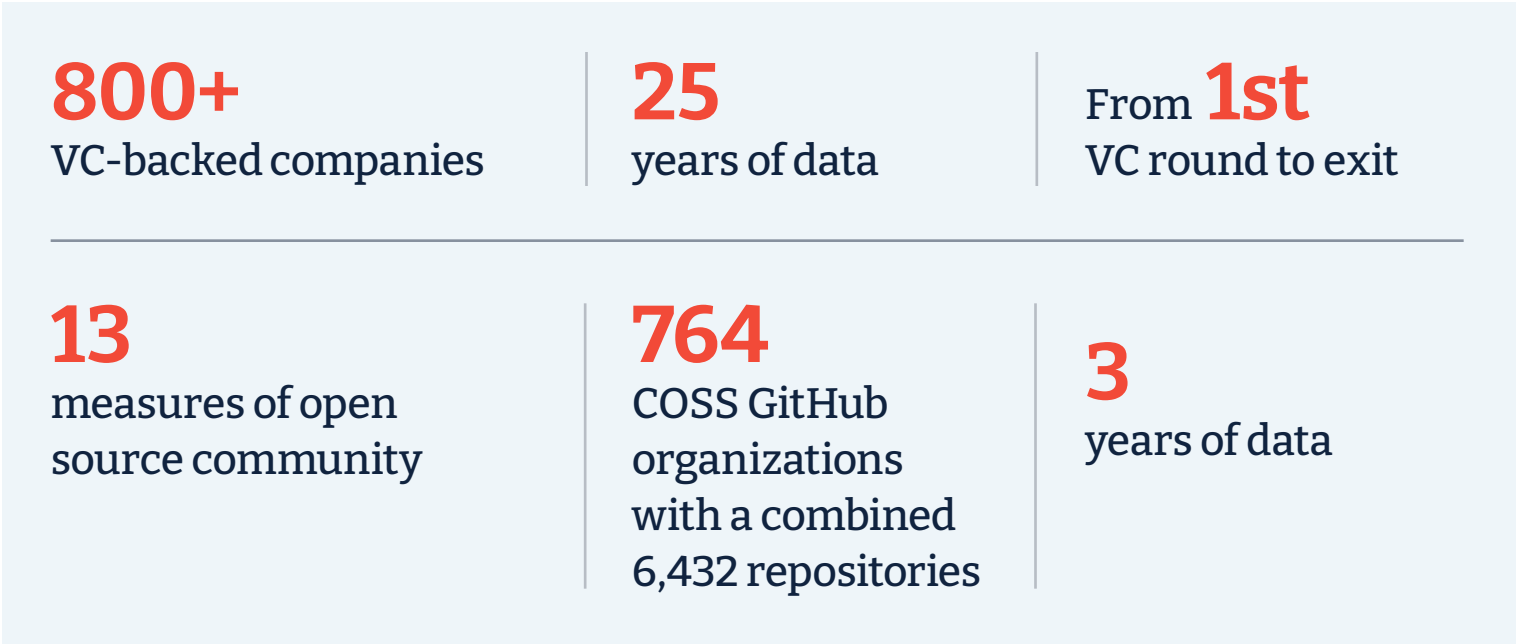 800+
VC-backed companies
25
years of data
From 1st
VC round to exit
13
measures of open
source community
764
COSS GitHub
organizations
with a combined
6,432 repositories
3
years of data